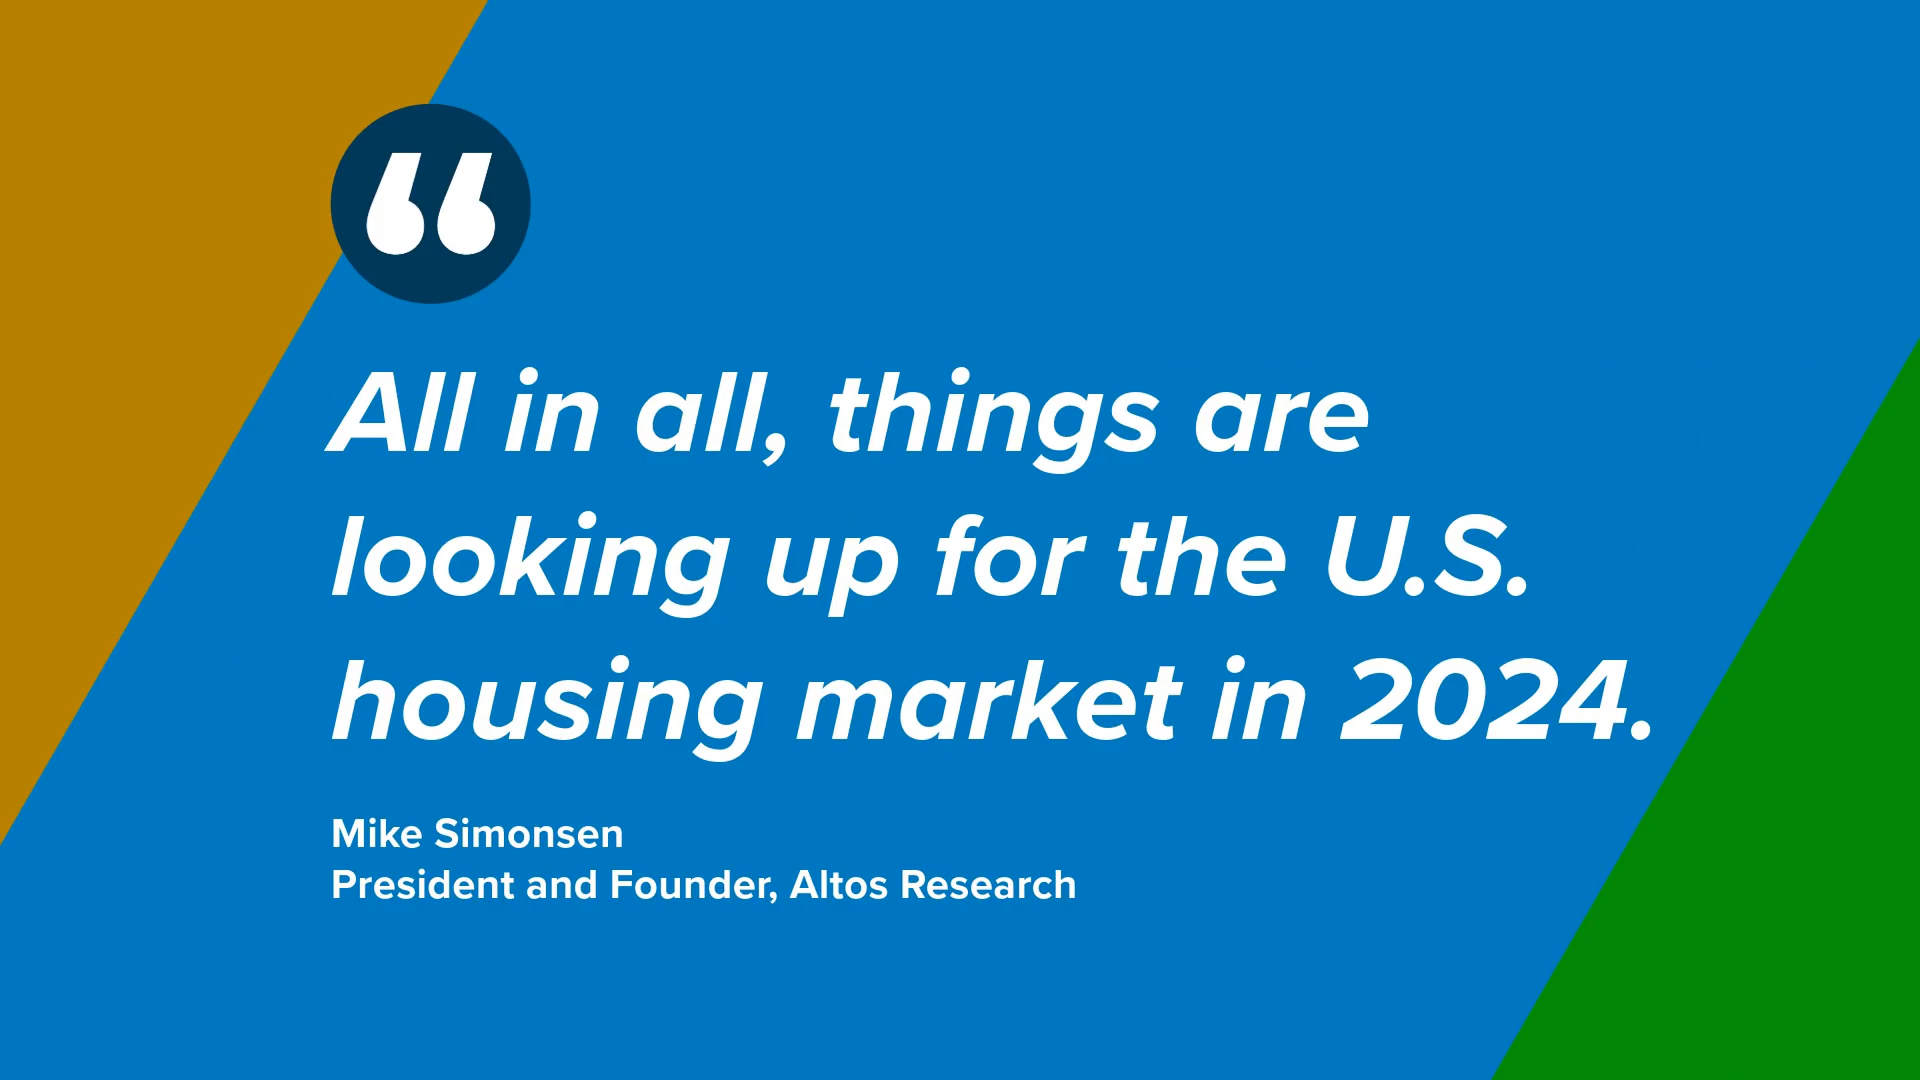 “
All in all, things are
looking up for the U.S.
housing market in 2024.
Mike Simonsen
President and Founder, Altos Research